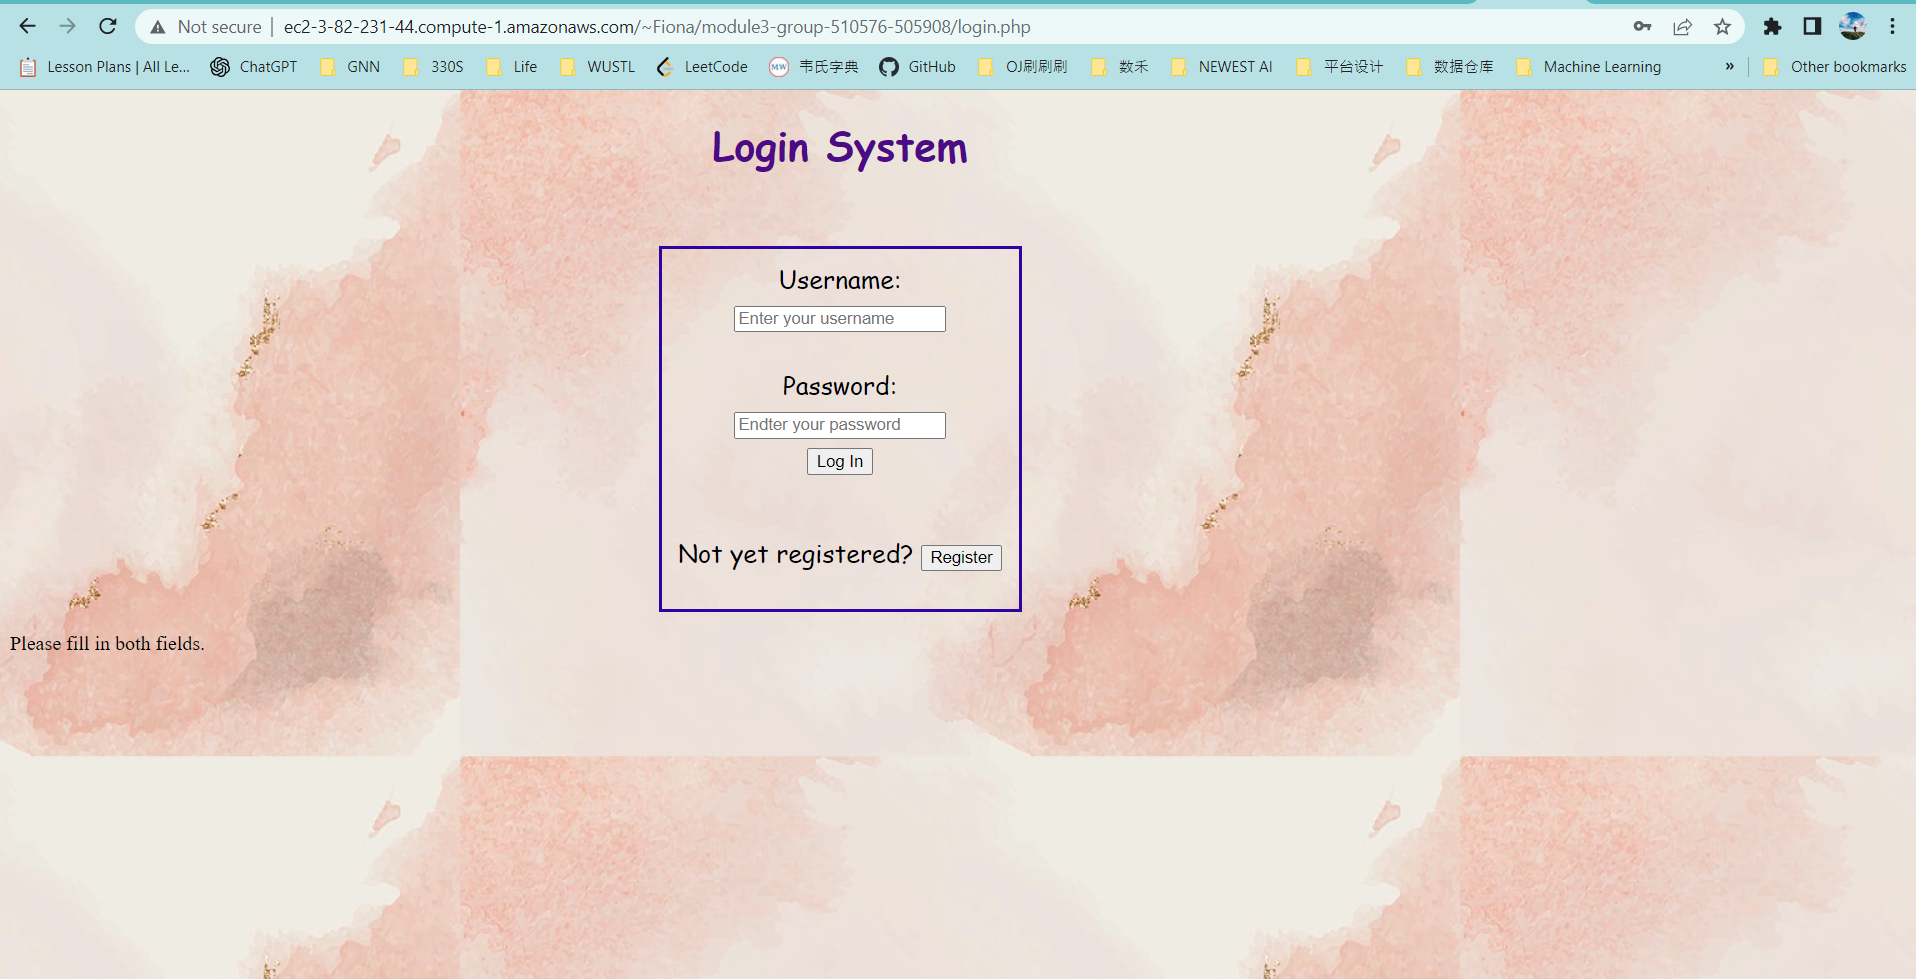 Not secure | ec2-3-82-231-44.compute-1.amazonaws.com/~Fiona/module3-group-510576-505908/login.php
Lesson Plans | All Le... ChatGPT GNN 330S Life WUSTL LeetCode MW 韦氏字典 GitHub OJ刷刷刷 数禾 NEWEST AI 平台设计 数据仓库 Machine Learning » Other bookmarks
Login System
Username:
Enter your username
Password:
Endter your password
Log In
Not yet registered? Register
Please fill in both fields.